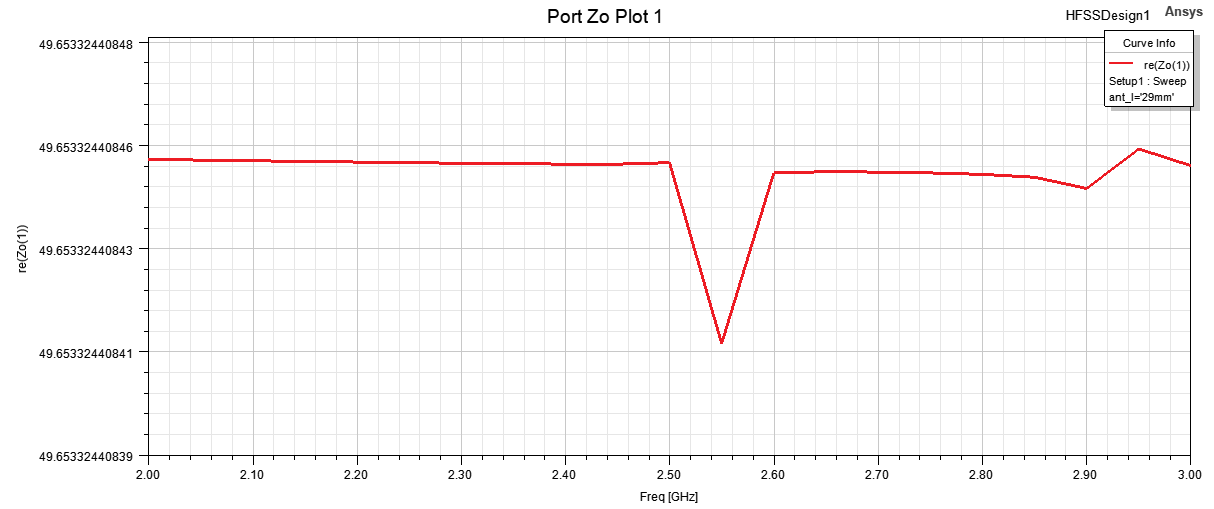 Port Zo Plot 1
HFSSDesign1
Ansys
Curve Info
re(Zo(1))
Setup1 : Sweep
ant_l='29mm'
49.65332440848
49.65332440846
49.65332440843
49.65332440841
49.65332440839
re(Zo(1))
2.00 2.10 2.20 2.30 2.40 2.50 2.60 2.70 2.80 2.90 3.00
Freq [GHz]